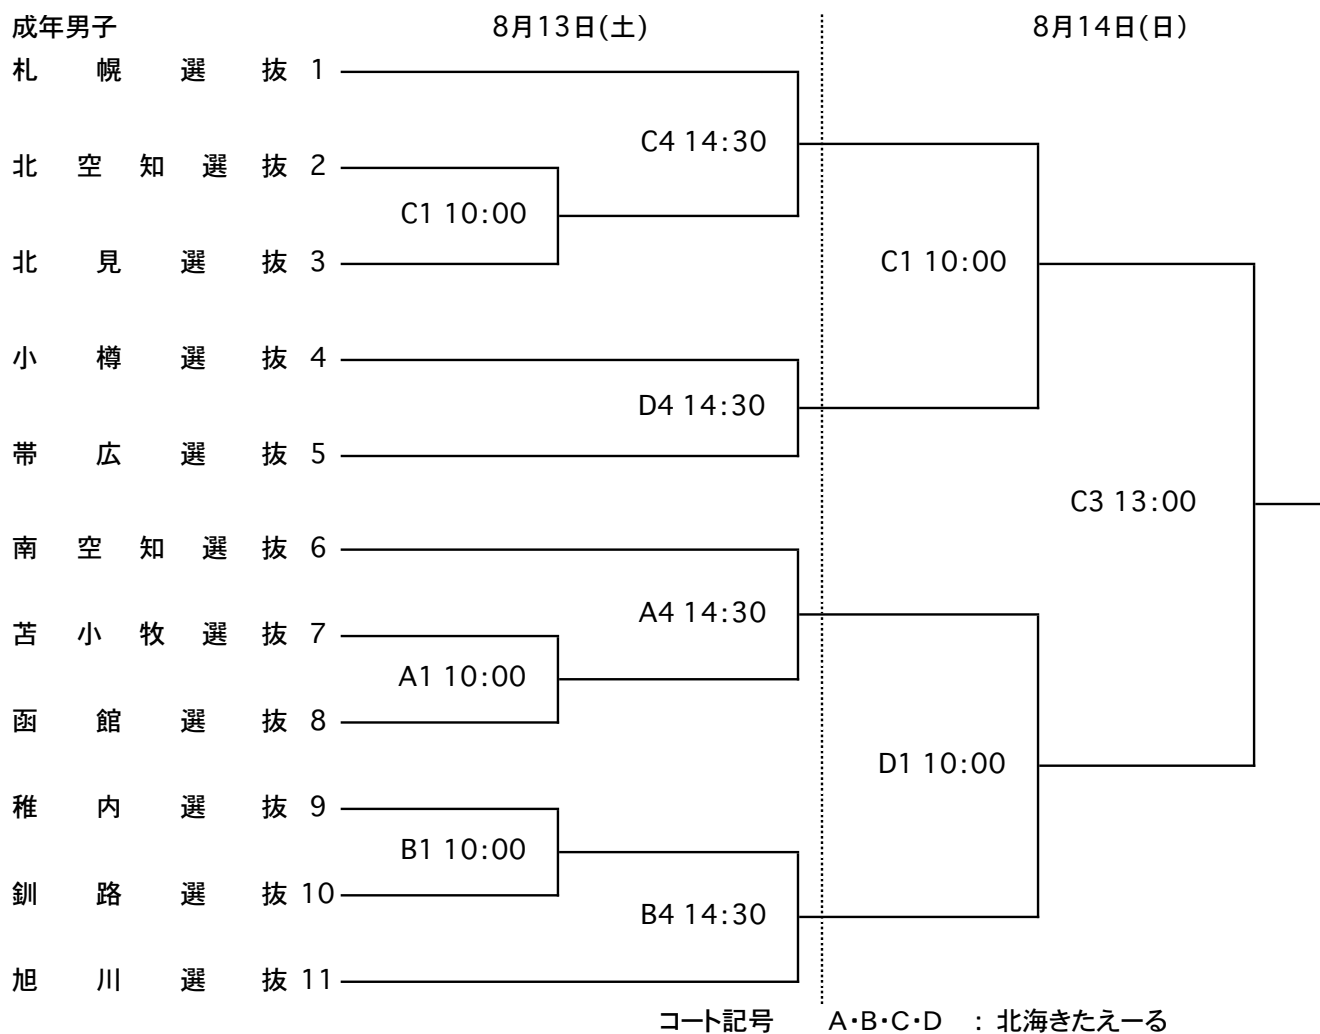 成年男子 8月13日(土) 8月14日(日)
札幌選抜 1
C4 14:30
北空知選抜 2
C1 10:00
北見選抜 3
C1 10:00
小樽選抜 4
D4 14:30
帯広選抜 5
C3 13:00
南空知選抜 6
A4 14:30
苫小牧選抜 7
A1 10:00
函館選抜 8
D1 10:00
稚内選抜 9
B1 10:00
釧路選抜 10
B4 14:30
旭川選抜 11
コート記号 A・B・C・D : 北海きたえーる